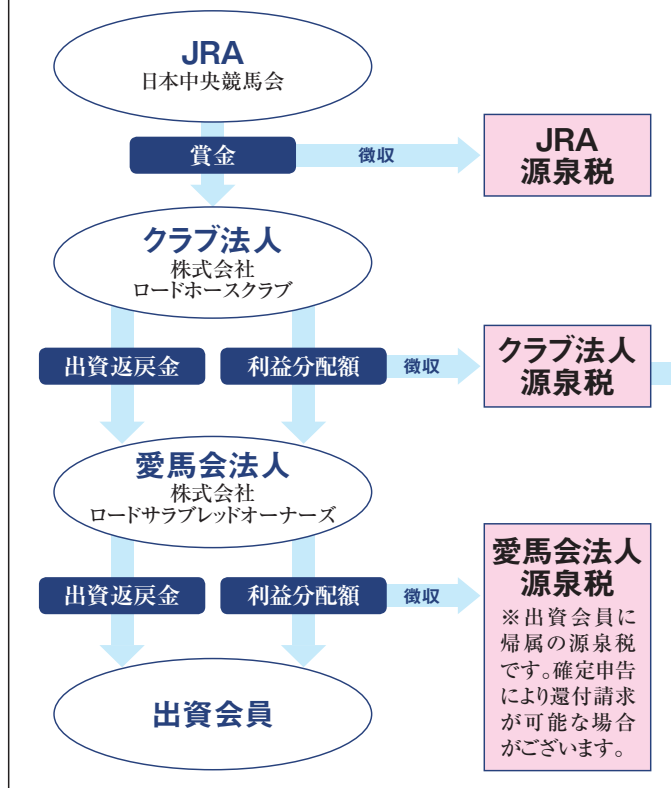 JRA
日本中央競馬会
賞金
徴収
JRA
源泉税
クラブ法人
株式会社
ロードホースクラブ
出資返戻金
利益分配額
徴収
クラブ法人
源泉税
愛馬会法人
株式会社
ロードサラブレッドオーナーズ
出資返戻金
利益分配額
徴収
愛馬会法人
源泉税
※出資会員に
帰属の源泉税
です。確定申告
により還付請求
が可能な場合
がございます。
出資会員